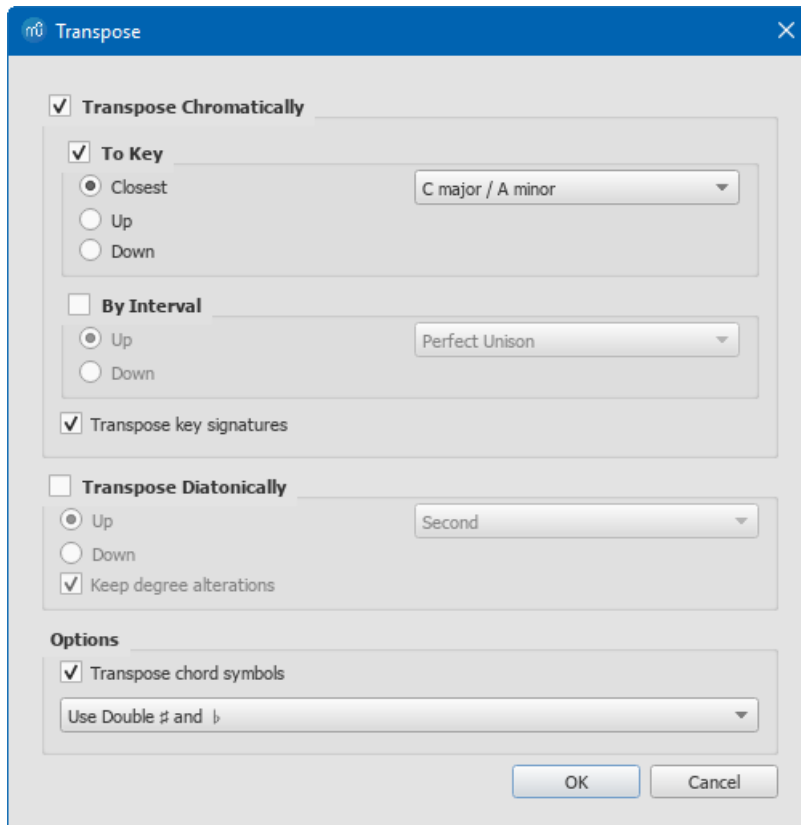 Transpose
Transpose Chromatically
To Key
Closest
C major / A minor
Up
Down
By Interval
Up
Perfect Unison
Down
Transpose key signatures
Transpose Diatonically
Up
Second
Down
Keep degree alterations
Options
Transpose chord symbols
Use Double ♯ and ♭
OK
Cancel